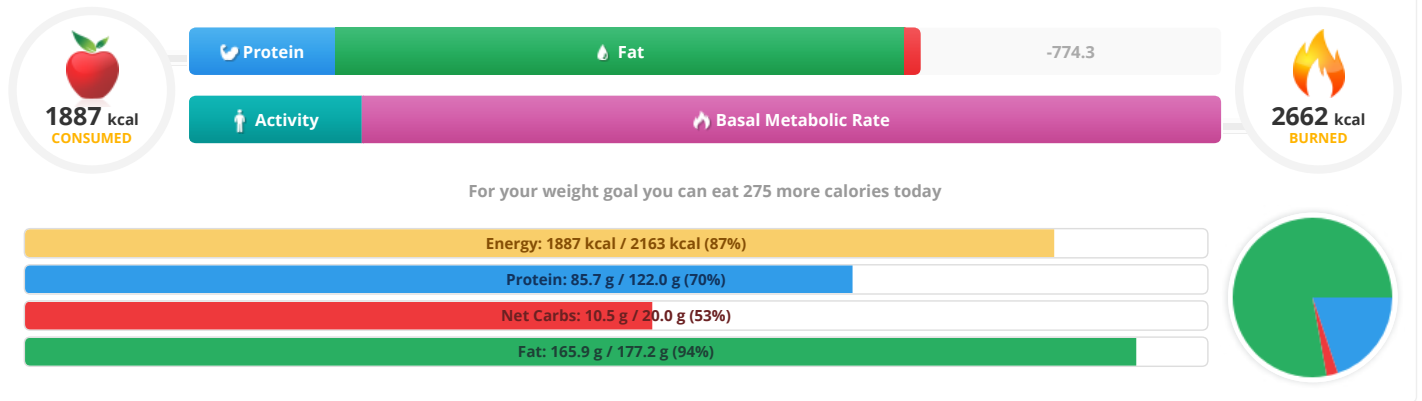 1887 kcal
CONSUMED
Protein
Fat
-774.3
Activity
Basal Metabolic Rate
2662 kcal
BURNED
For your weight goal you can eat 275 more calories today
Energy: 1887 kcal / 2163 kcal (87%)
Protein: 85.7 g / 122.0 g (70%)
Net Carbs: 10.5 g / 20.0 g (53%)
Fat: 165.9 g / 177.2 g (94%)